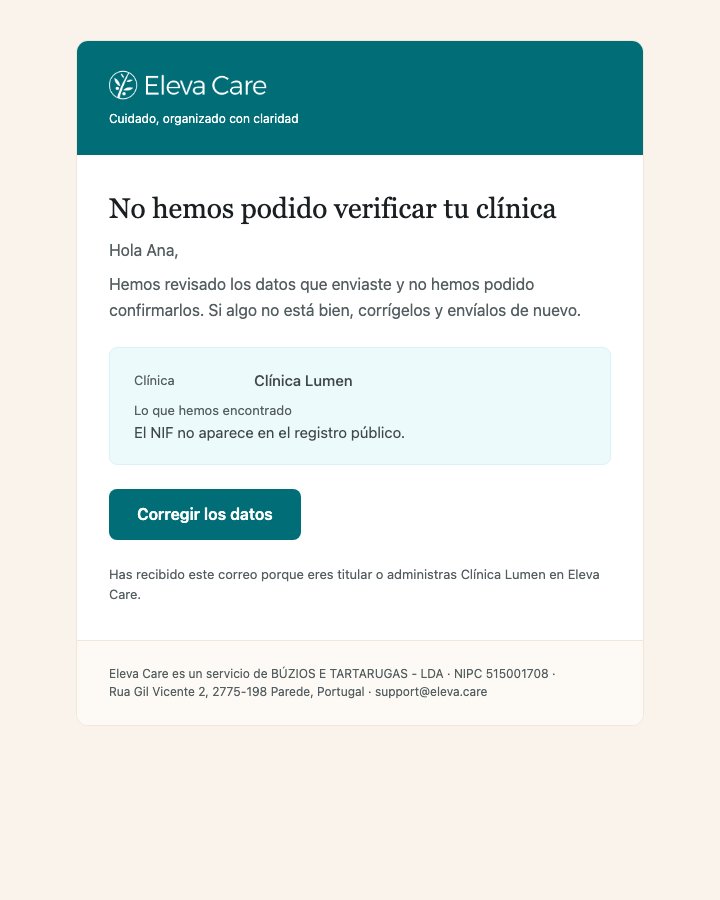 Eleva Care
Cuidado, organizado con claridad
No hemos podido verificar tu clínica
Hola Ana,
Hemos revisado los datos que enviaste y no hemos podido
confirmarlos. Si algo no está bien, corrígelos y envíalos de nuevo.
Clínica Clínica Lumen
Lo que hemos encontrado
El NIF no aparece en el registro público.
Corregir los datos
Has recibido este correo porque eres titular o administras Clínica Lumen en Eleva
Care.
Eleva Care es un servicio de BÚZIOS E TARTARUGAS - LDA · NIPC 515001708 ·
Rua Gil Vicente 2, 2775-198 Parede, Portugal · support@eleva.care